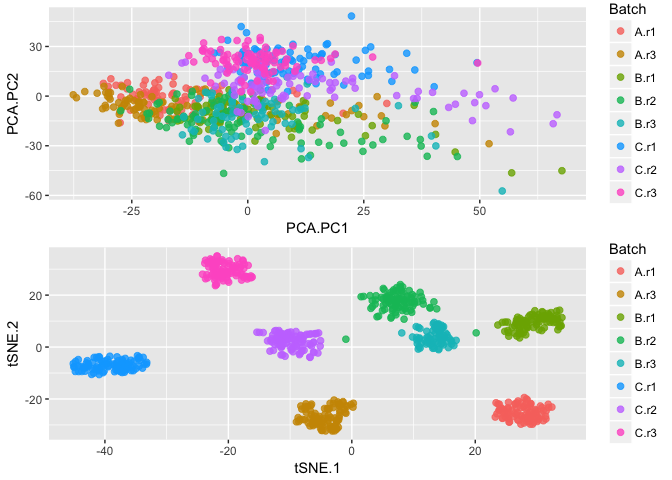 Batch
30
0
-30
-60
PCA.PC2
-25
0
25
50
PCA.PC1
A.r1
A.r3
B.r1
B.r2
B.r3
C.r1
C.r2
C.r3
Batch
20
0
-20
tSNE.2
-40
-20
0
20
tSNE.1
A.r1
A.r3
B.r1
B.r2
B.r3
C.r1
C.r2
C.r3